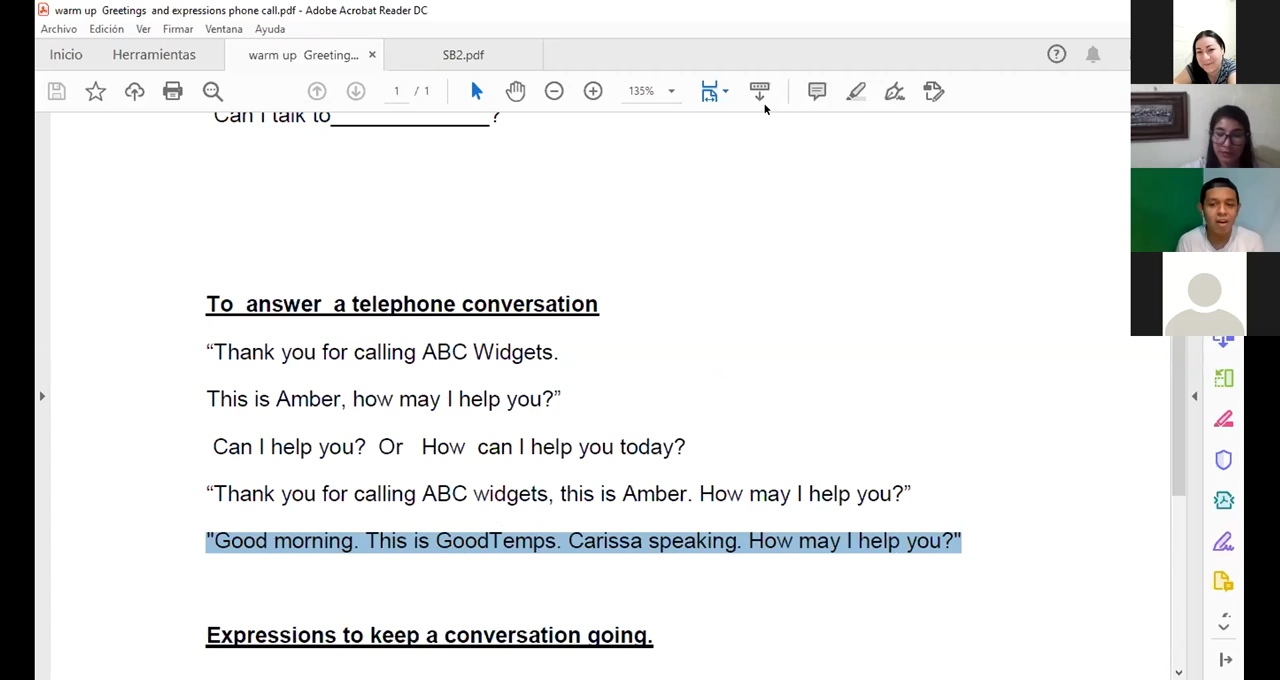 warm up Greetings and expressions phone call.pdf - Adobe Acrobat Reader DC
Archivo Edición Ver Firmar Ventana Ayuda
Inicio Herramientas warm up Greeting... × SB2.pdf
1 / 1 135%
Can I talk to_______________?
To answer a telephone conversation
“Thank you for calling ABC Widgets.
This is Amber, how may I help you?”
Can I help you? Or How can I help you today?
“Thank you for calling ABC widgets, this is Amber. How may I help you?”
"Good morning. This is GoodTemps. Carissa speaking. How may I help you?"
Expressions to keep a conversation going.